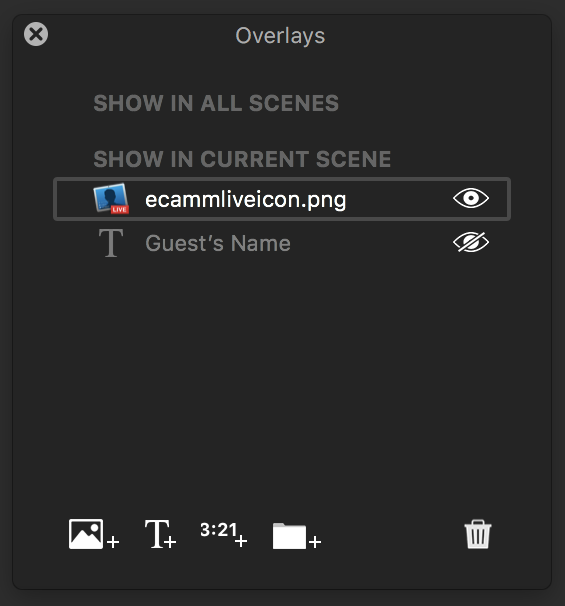 Overlays
SHOW IN ALL SCENES
SHOW IN CURRENT SCENE
LIVE
ecammliveicon.png
T
Guest’s Name
T+
3:21+